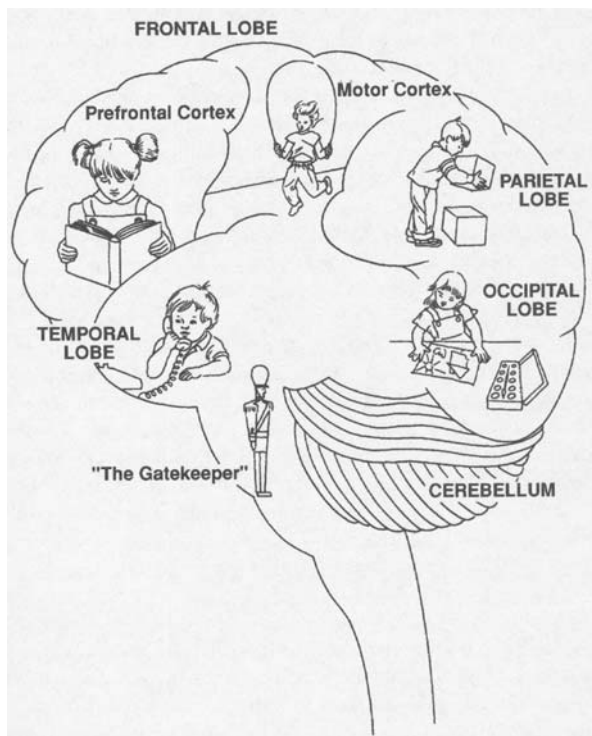 FRONTAL LOBE
Prefrontal Cortex
Motor Cortex
PARIETAL
LOBE
OCCIPITAL
LOBE
TEMPORAL
LOBE
"The Gatekeeper"
CEREBELLUM